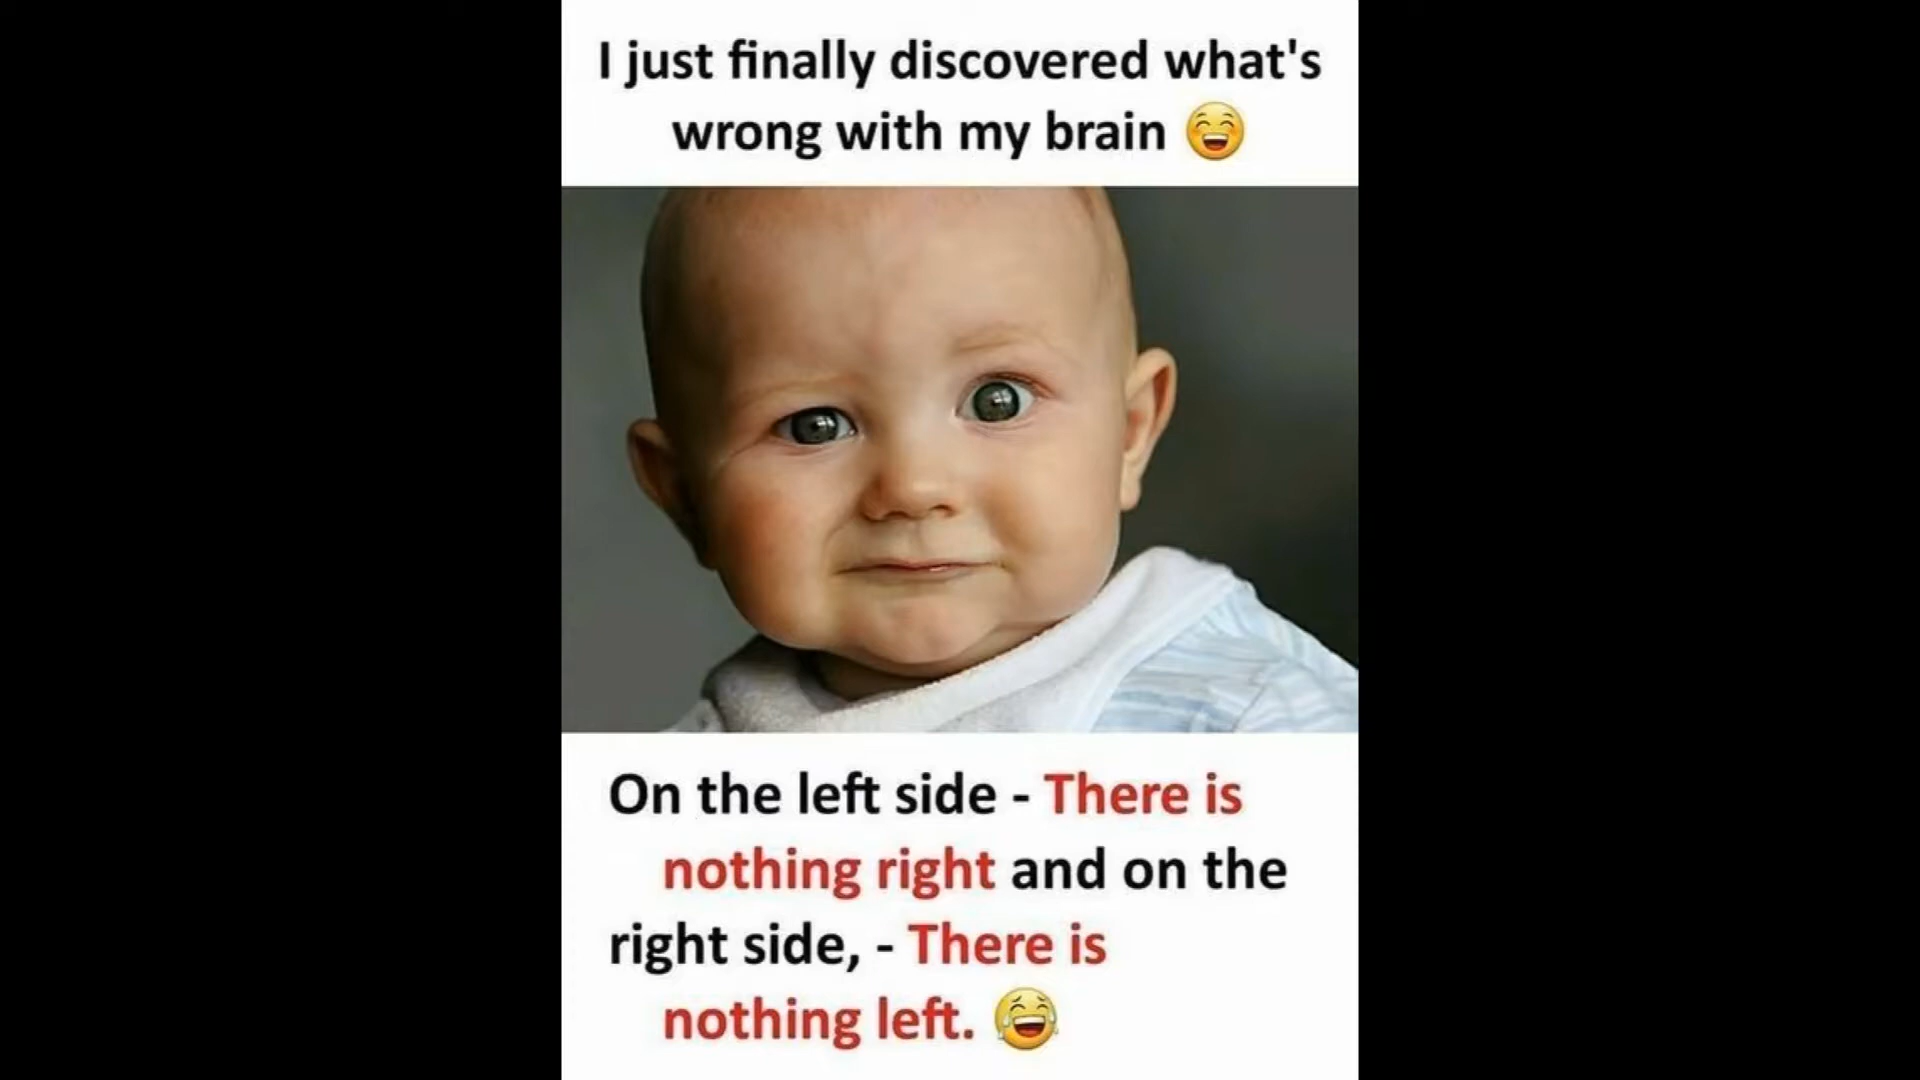 I just finally discovered what's
wrong with my brain 😁
On the left side - There is
nothing right and on the
right side, - There is
nothing left. 😂